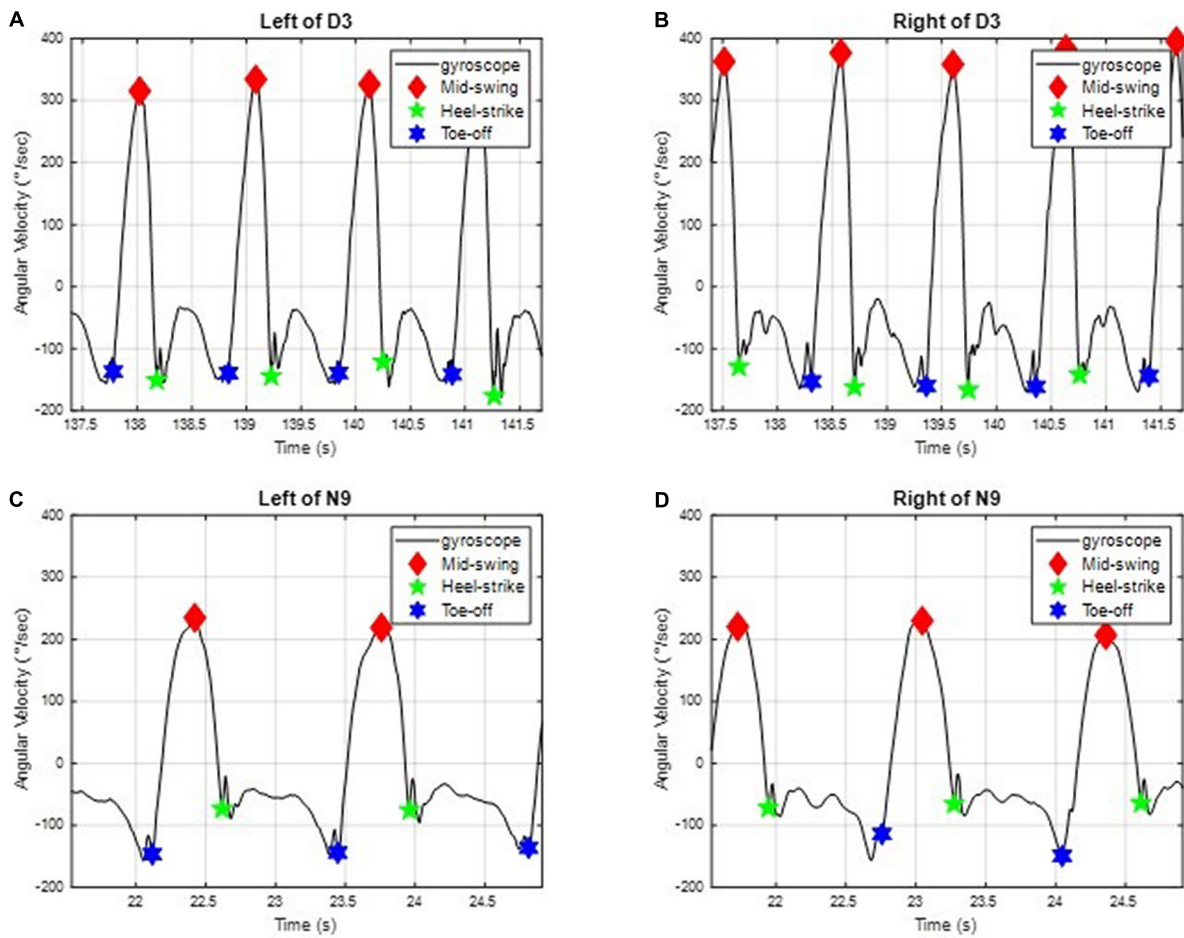 A
Left of D3
gyroscope
Mid-swing
Heel-strike
Toe-off
Angular Velocity (°/sec)
400
300
200
100
0
-100
-200
137.5 138 138.5 139 139.5 140 140.5 141 141.5
Time (s)
B
Right of D3
gyroscope
Mid-swing
Heel-strike
Toe-off
Angular Velocity (°/sec)
400
300
200
100
0
-100
-200
137.5 138 138.5 139 139.5 140 140.5 141 141.5
Time (s)
C
Left of N9
gyroscope
Mid-swing
Heel-strike
Toe-off
Angular Velocity (°/sec)
400
300
200
100
0
-100
-200
22 22.5 23 23.5 24 24.5
Time (s)
D
Right of N9
gyroscope
Mid-swing
Heel-strike
Toe-off
Angular Velocity (°/sec)
400
300
200
100
0
-100
-200
22 22.5 23 23.5 24 24.5
Time (s)